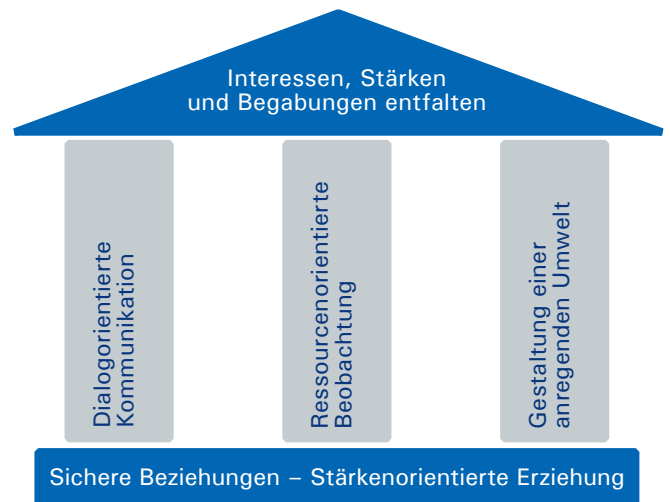 Interessen, Stärken
und Begabungen entfalten
Dialogorientierte
Kommunikation
Ressourcenorientierte
Beobachtung
Gestaltung einer
anregenden Umwelt
Sichere Beziehungen – Stärkenorientierte Erziehung